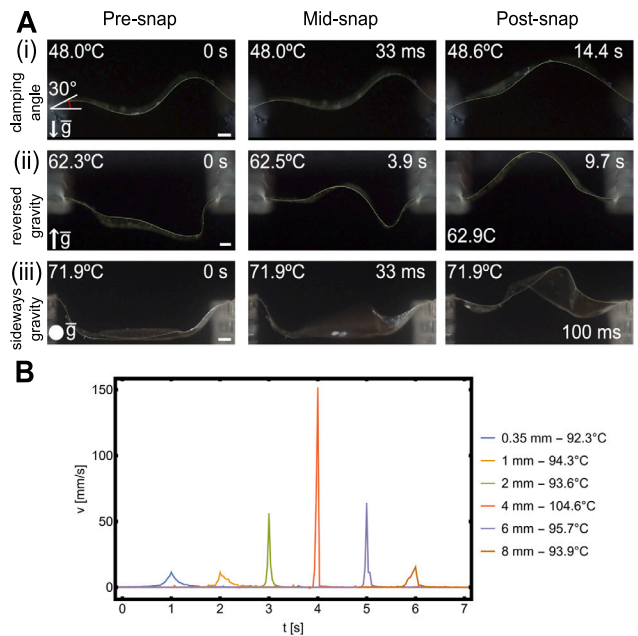 A
Pre-snap Mid-snap Post-snap
(i) clamping angle
48.0ºC 0 s
30°
↓g̅
48.0ºC 33 ms
48.6ºC 14.4 s
(ii) reversed gravity
62.3ºC 0 s
↑g̅
62.5ºC 3.9 s
9.7 s
62.9C
(iii) sideways gravity
71.9ºC 0 s
g̅
71.9ºC 33 ms
71.9ºC
100 ms
B
v [mm/s]
150
100
50
0
0 1 2 3 4 5 6 7
t [s]
0.35 mm – 92.3°C
1 mm – 94.3°C
2 mm – 93.6°C
4 mm – 104.6°C
6 mm – 95.7°C
8 mm – 93.9°C